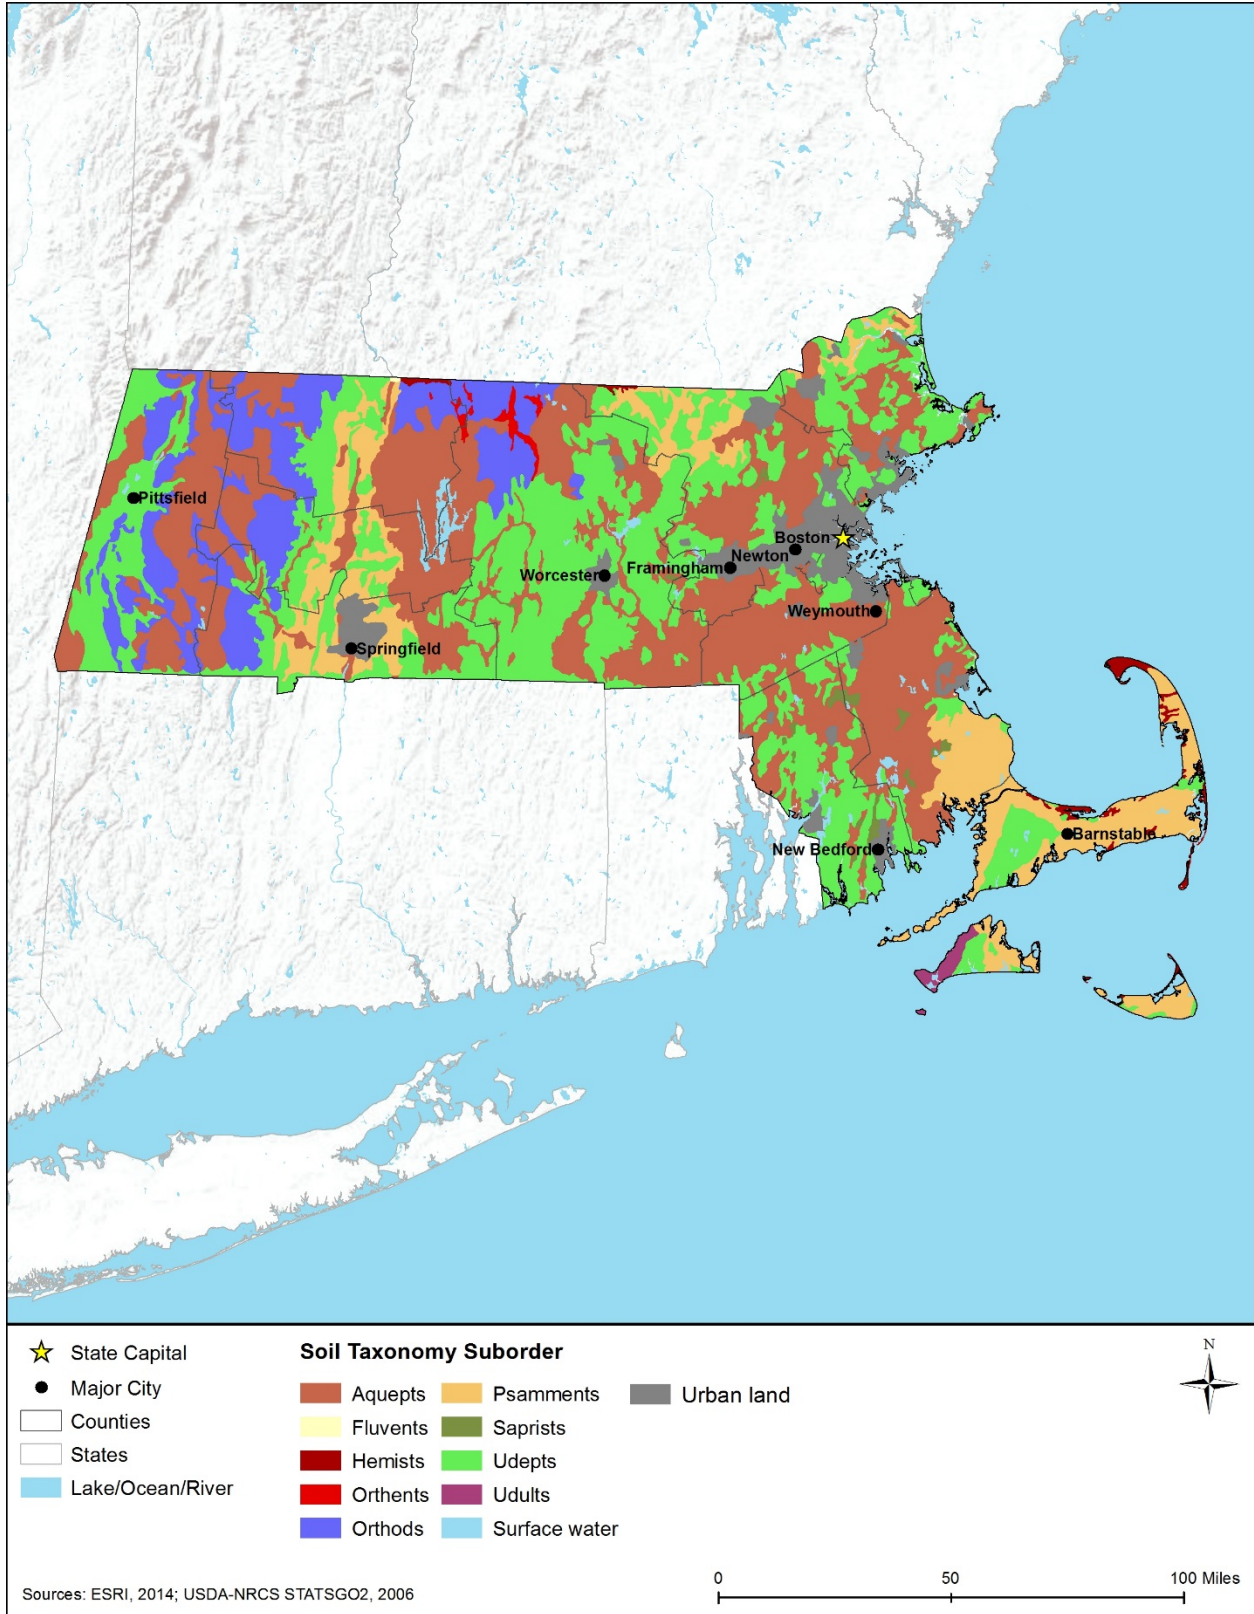 Pittsfield
Boston
Newton
Framingham
Worcester
Weymouth
Springfield
Barnstable
New Bedford
State Capital
Major City
Counties
States
Lake/Ocean/River
Soil Taxonomy Suborder
Aquepts
Fluvents
Hemists
Orthents
Orthods
Psamments
Saprists
Udepts
Udults
Surface water
Urban land
N
Sources: ESRI, 2014; USDA-NRCS STATSGO2, 2006
0 50 100 Miles